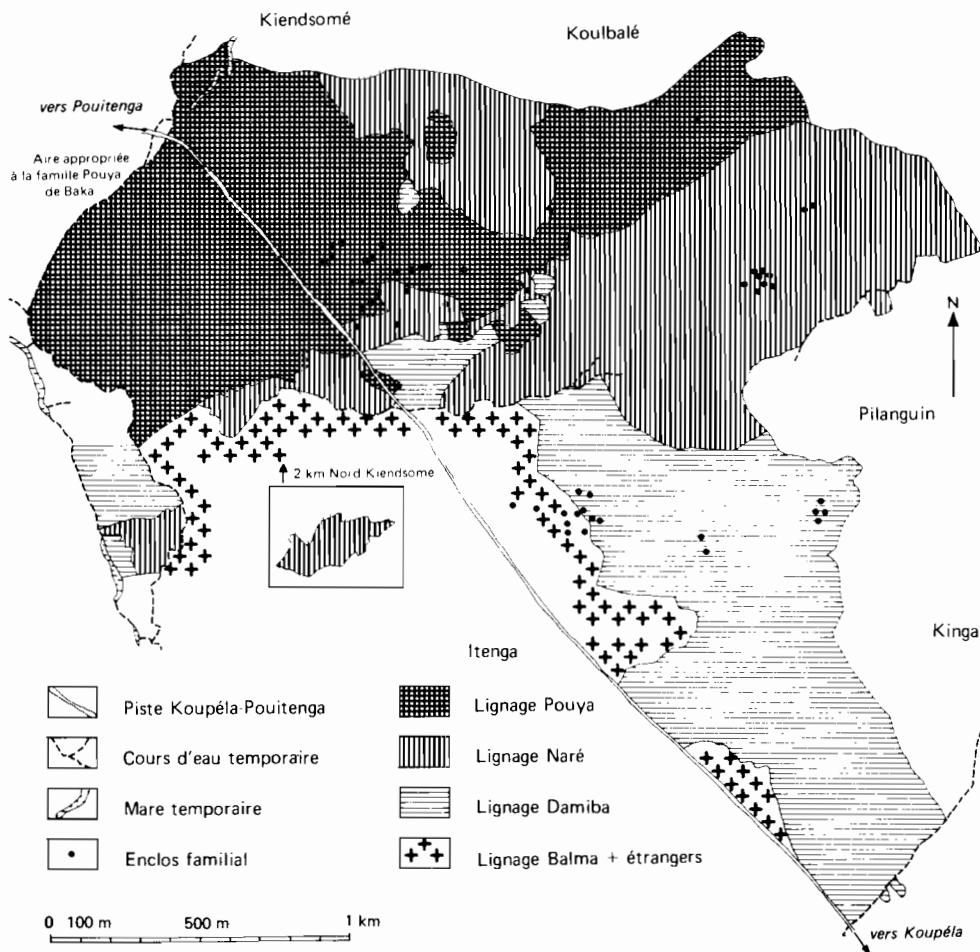 Kiendsomé
Koulbalé
vers Pouitenga
Aire appropriée
à la famille Pouya
de Baka
N
Pilanguin
2 km Nord Kiendsome
Kinga
Itenga
Piste Koupéla-Pouitenga
Cours d'eau temporaire
Mare temporaire
Enclos familial
Lignage Pouya
Lignage Naré
Lignage Damiba
Lignage Balma + étrangers
0 100 m 500 m 1 km
vers Koupéla